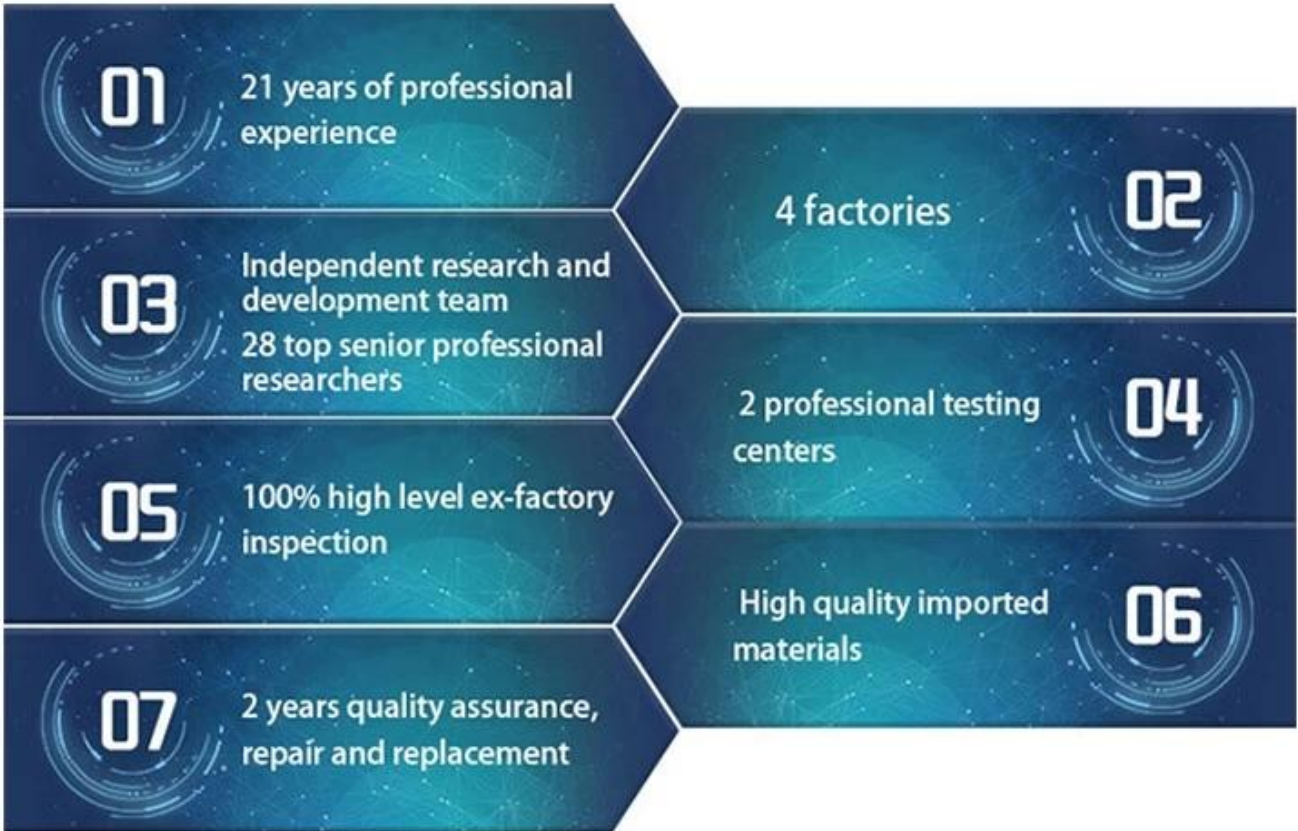 01
21 years of professional
experience
02
4 factories
03
Independent research and
development team
28 top senior professional
researchers
04
2 professional testing
centers
05
100% high level ex-factory
inspection
06
High quality imported
materials
07
2 years quality assurance,
repair and replacement